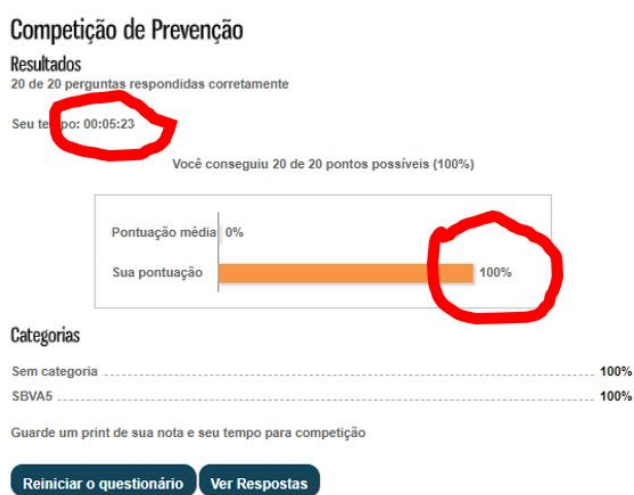 Competição de Prevenção
Resultados
20 de 20 perguntas respondidas corretamente
Seu tempo: 00:05:23
Você conseguiu 20 de 20 pontos possíveis (100%)
Pontuação média 0%
Sua pontuação 100%
Categorias
Sem categoria 100%
SBVA5 100%
Guarde um print de sua nota e seu tempo para competição
Reiniciar o questionário Ver Respostas